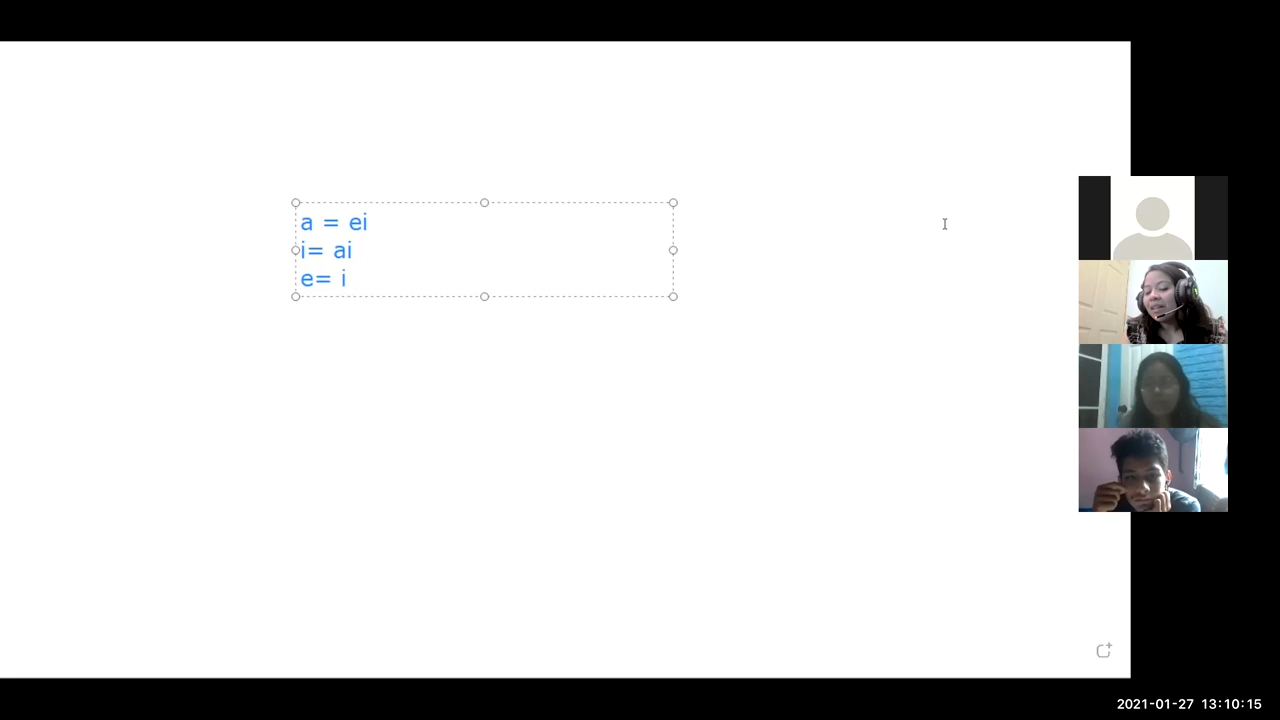 a = ei
i= ai
e= i
2021-01-27 13:10:15